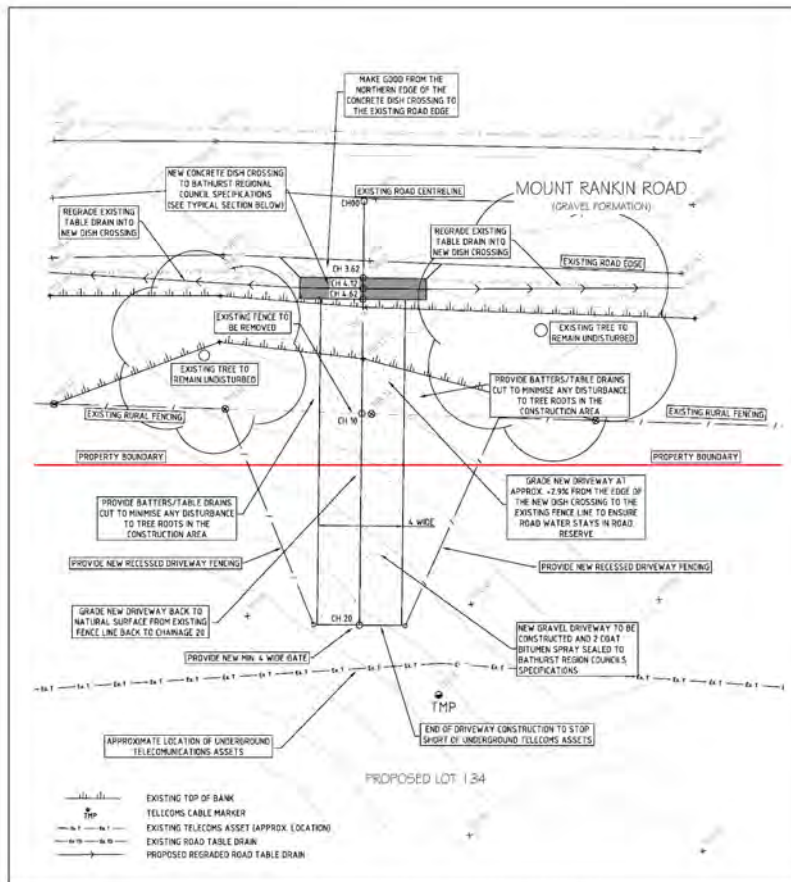 MAKE GOOD FROM THE
NORTHERN EDGE OF THE
CONCRETE DISH CROSSING TO
THE EXISTING ROAD EDGE
NEW CONCRETE DISH CROSSING
TO BATHURST REGIONAL
COUNCIL SPECIFICATIONS
(SEE TYPICAL SECTION BELOW)
EXISTING ROAD CENTRELINE
CH00
MOUNT RANKIN ROAD
(GRAVEL FORMATION)
REGRADE EXISTING
TABLE DRAIN INTO
NEW DISH CROSSING
REGRADE EXISTING
TABLE DRAIN INTO
NEW DISH CROSSING
EXISTING ROAD EDGE
CH 3.62
CH 4.12
CH 4.62
EXISTING FENCE TO
BE REMOVED
EXISTING TREE TO
REMAIN UNDISTURBED
EXISTING TREE TO
REMAIN UNDISTURBED
PROVIDE BATTERS/TABLE DRAINS
CUT TO MINIMISE ANY DISTURBANCE
TO TREE ROOTS IN THE
CONSTRUCTION AREA
EXISTING RURAL FENCING
CH 10
EXISTING RURAL FENCING
PROPERTY BOUNDARY
PROPERTY BOUNDARY
PROVIDE BATTERS/TABLE DRAINS
CUT TO MINIMISE ANY DISTURBANCE
TO TREE ROOTS IN THE
CONSTRUCTION AREA
GRADE NEW DRIVEWAY AT
APPROX. +2.9% FROM THE EDGE OF
THE NEW DISH CROSSING TO THE
EXISTING FENCE LINE TO ENSURE
ROAD WATER STAYS IN ROAD
RESERVE
4 WIDE
PROVIDE NEW RECESSED DRIVEWAY FENCING
PROVIDE NEW RECESSED DRIVEWAY FENCING
GRADE NEW DRIVEWAY BACK TO
NATURAL SURFACE FROM EXISTING
FENCE LINE BACK TO CHAINAGE 20
CH 20
NEW GRAVEL DRIVEWAY TO BE
CONSTRUCTED AND 2 COAT
BITUMEN SPRAY SEALED TO
BATHURST REGION COUNCILS
SPECIFICATIONS
PROVIDE NEW MIN. 4 WIDE GATE
TMP
APPROXIMATE LOCATION OF UNDERGROUND
TELECOMUNICATIONS ASSETS
END OF DRIVEWAY CONSTRUCTION TO STOP
SHORT OF UNDERGROUND TELECOMS ASSETS
PROPOSED LOT 134
EXISTING TOP OF BANK
TMP TELECOMS CABLE MARKER
Ex T Ex T EXISTING TELECOMS ASSET (APPROX. LOCATION)
Ex TD Ex TD EXISTING ROAD TABLE DRAIN
PROPOSED REGRADED ROAD TABLE DRAIN